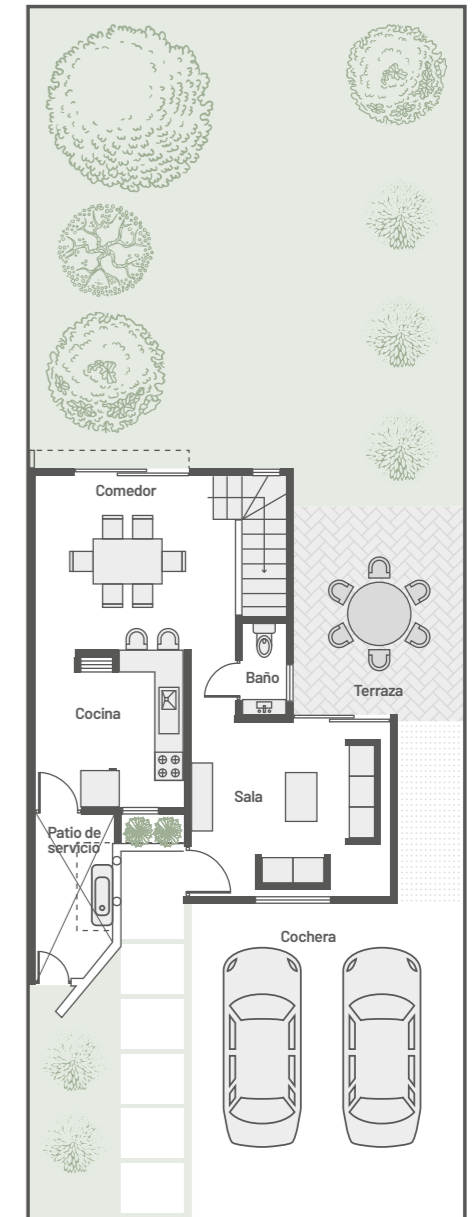 Comedor
Baño
Terraza
Cocina
Sala
Patio de
servicio
Cochera